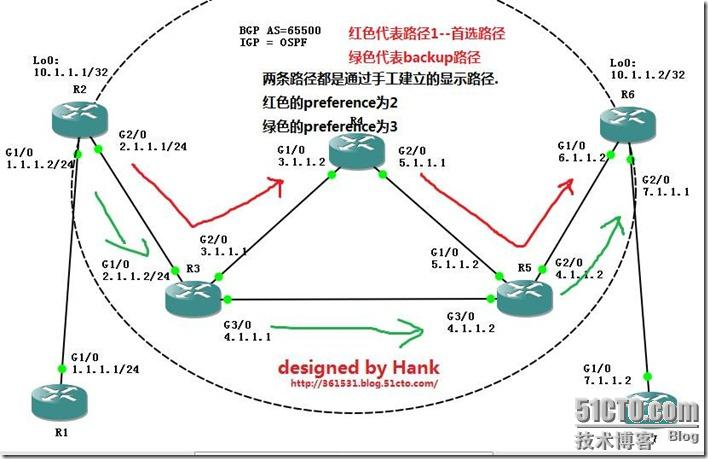 BGP AS=65500
IGP = OSPF
红色代表路径1--首选路径
绿色代表backup路径
两条路径都是通过手工建立的显示路径.
红色的preference为2
绿色的preference为3
Lo0:
10.1.1.1/32
R2
Lo0:
10.1.1.2/32
R6
R4
G1/0
1.1.1.2/24
G2/0
2.1.1.1/24
G1/0
3.1.1.2
G2/0
5.1.1.1
G1/0
6.1.1.2
G2/0
7.1.1.1
G1/0
2.1.1.2/24
R3
G2/0
3.1.1.1
G1/0
5.1.1.2
R5
G2/0
4.1.1.2
G3/0
4.1.1.1
G3/0
4.1.1.2
G1/0
1.1.1.1/24
R1
G1/0
7.1.1.2
designed by Hank
http://361531.blog.51cto.com/
51CTO.com
技术博客 Blog